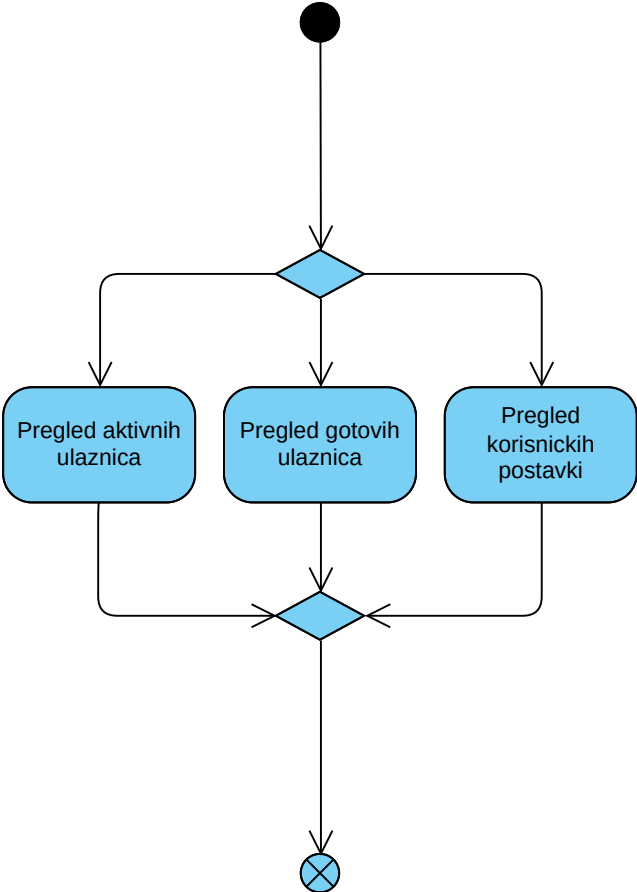 Pregled aktivnih
ulaznica
Pregled gotovih
ulaznica
Pregled
korisnickih
postavki